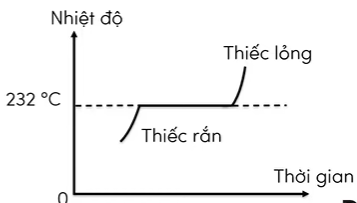 Nhiệt độ
Thiếc lỏng
232 °C
Thiếc rắn
Thời gian
0